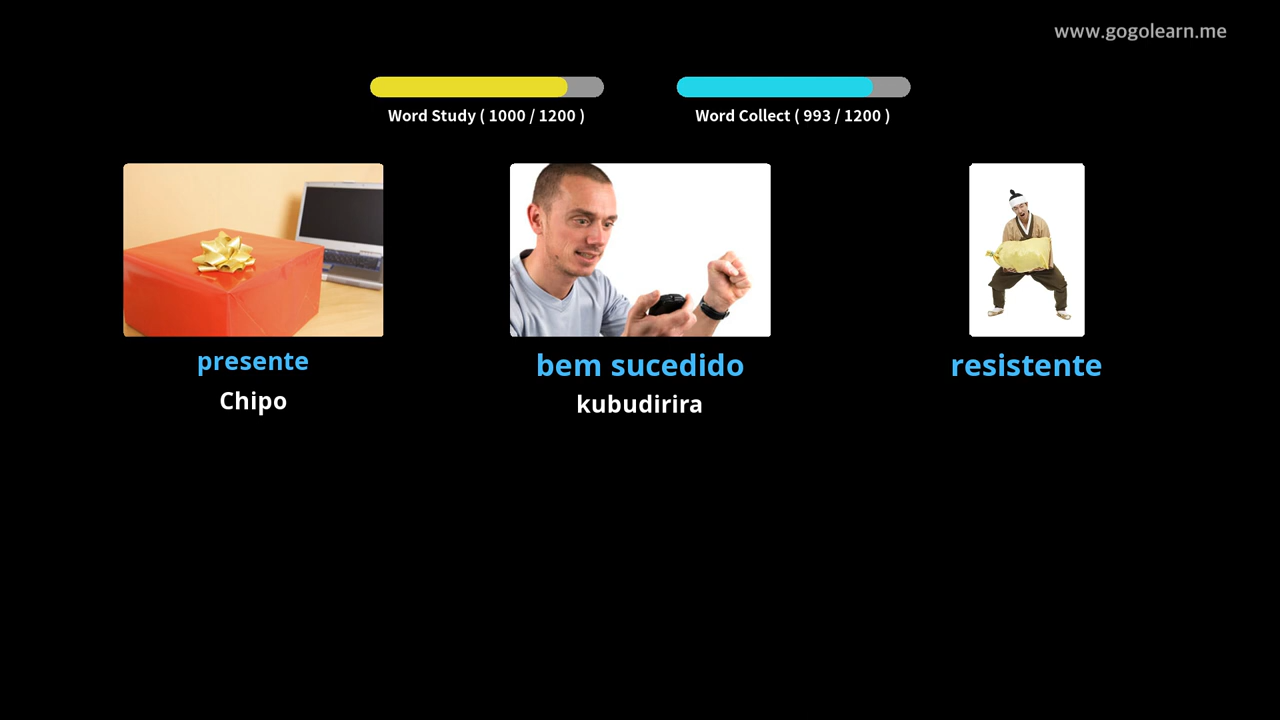 www.gogolearn.me
Word Study ( 1000 / 1200 )
Word Collect ( 993 / 1200 )
presente
Chipo
bem sucedido
kubudirira
resistente